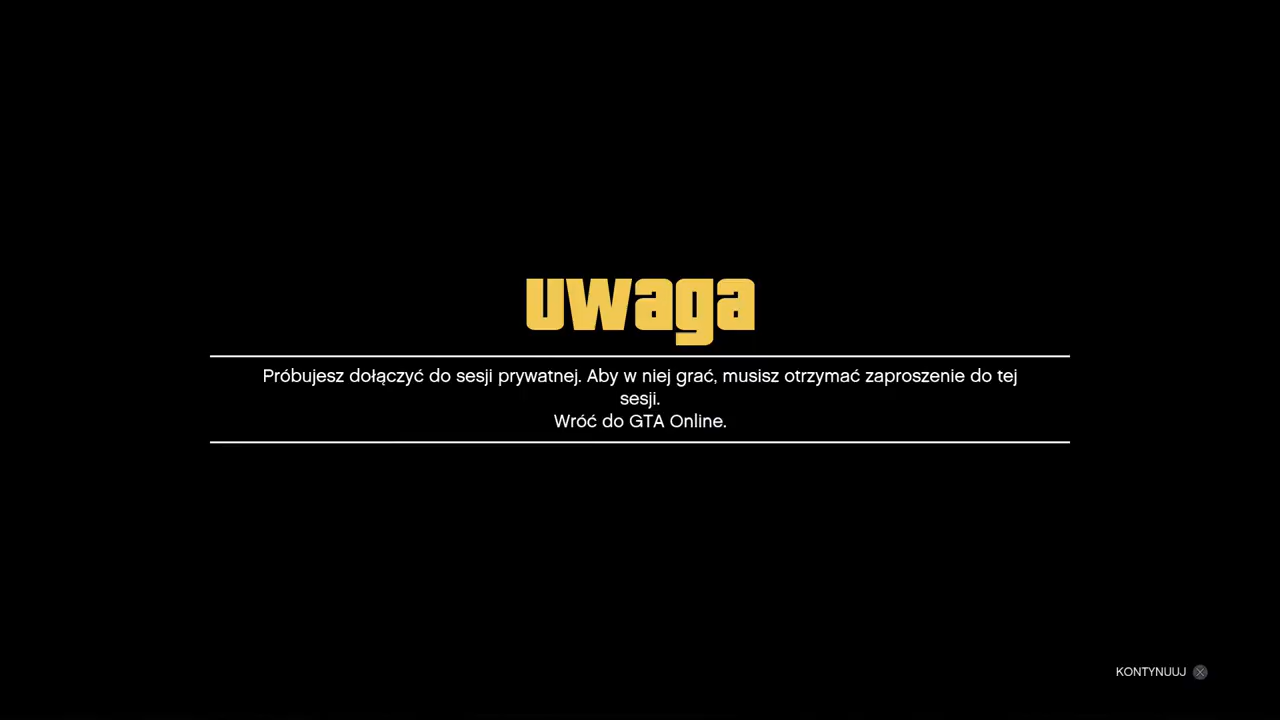 uwaga
Próbujesz dołączyć do sesji prywatnej. Aby w niej grać, musisz otrzymać zaproszenie do tej
sesji.
Wróć do GTA Online.
KONTYNUUJ